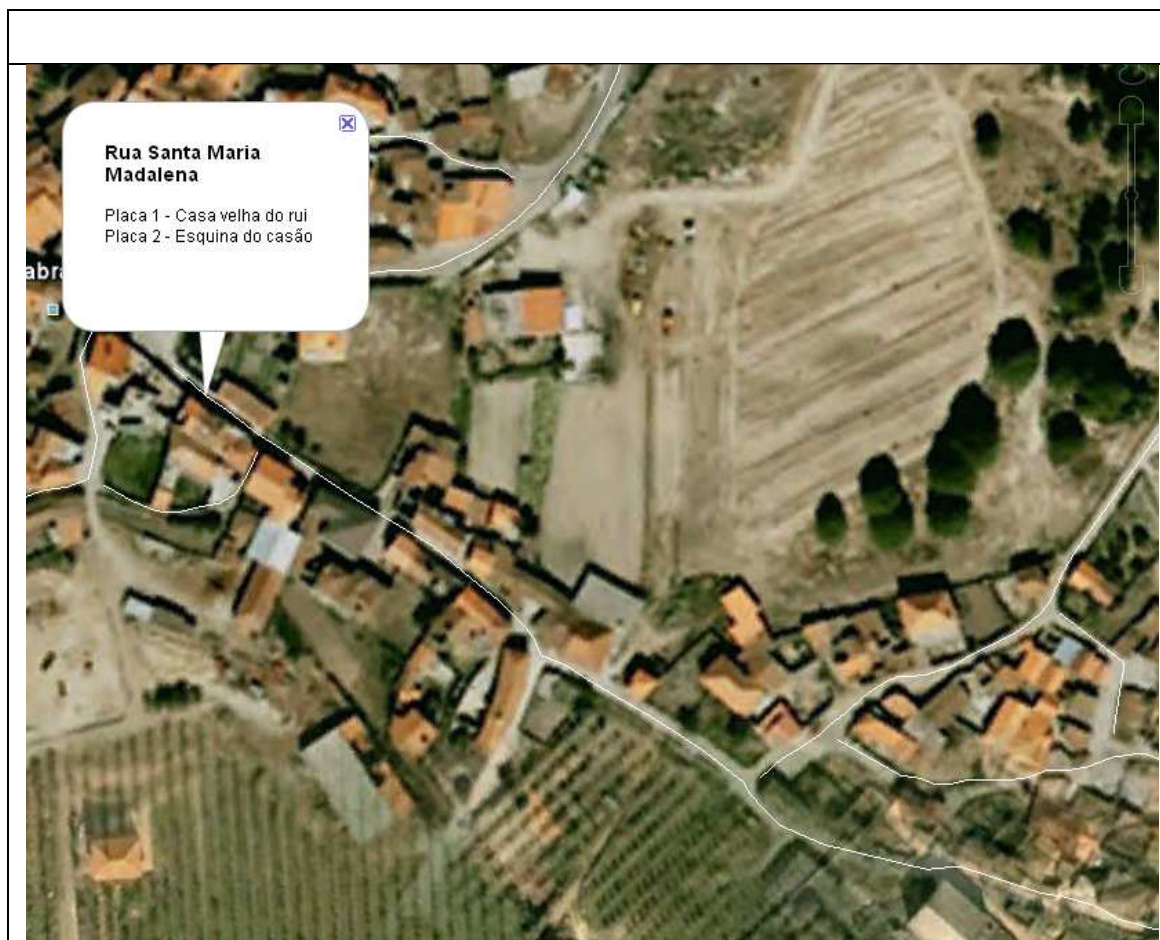 Rua Santa Maria
Madalena
Placa 1 - Casa velha do rui
Placa 2 - Esquina do casão
abra